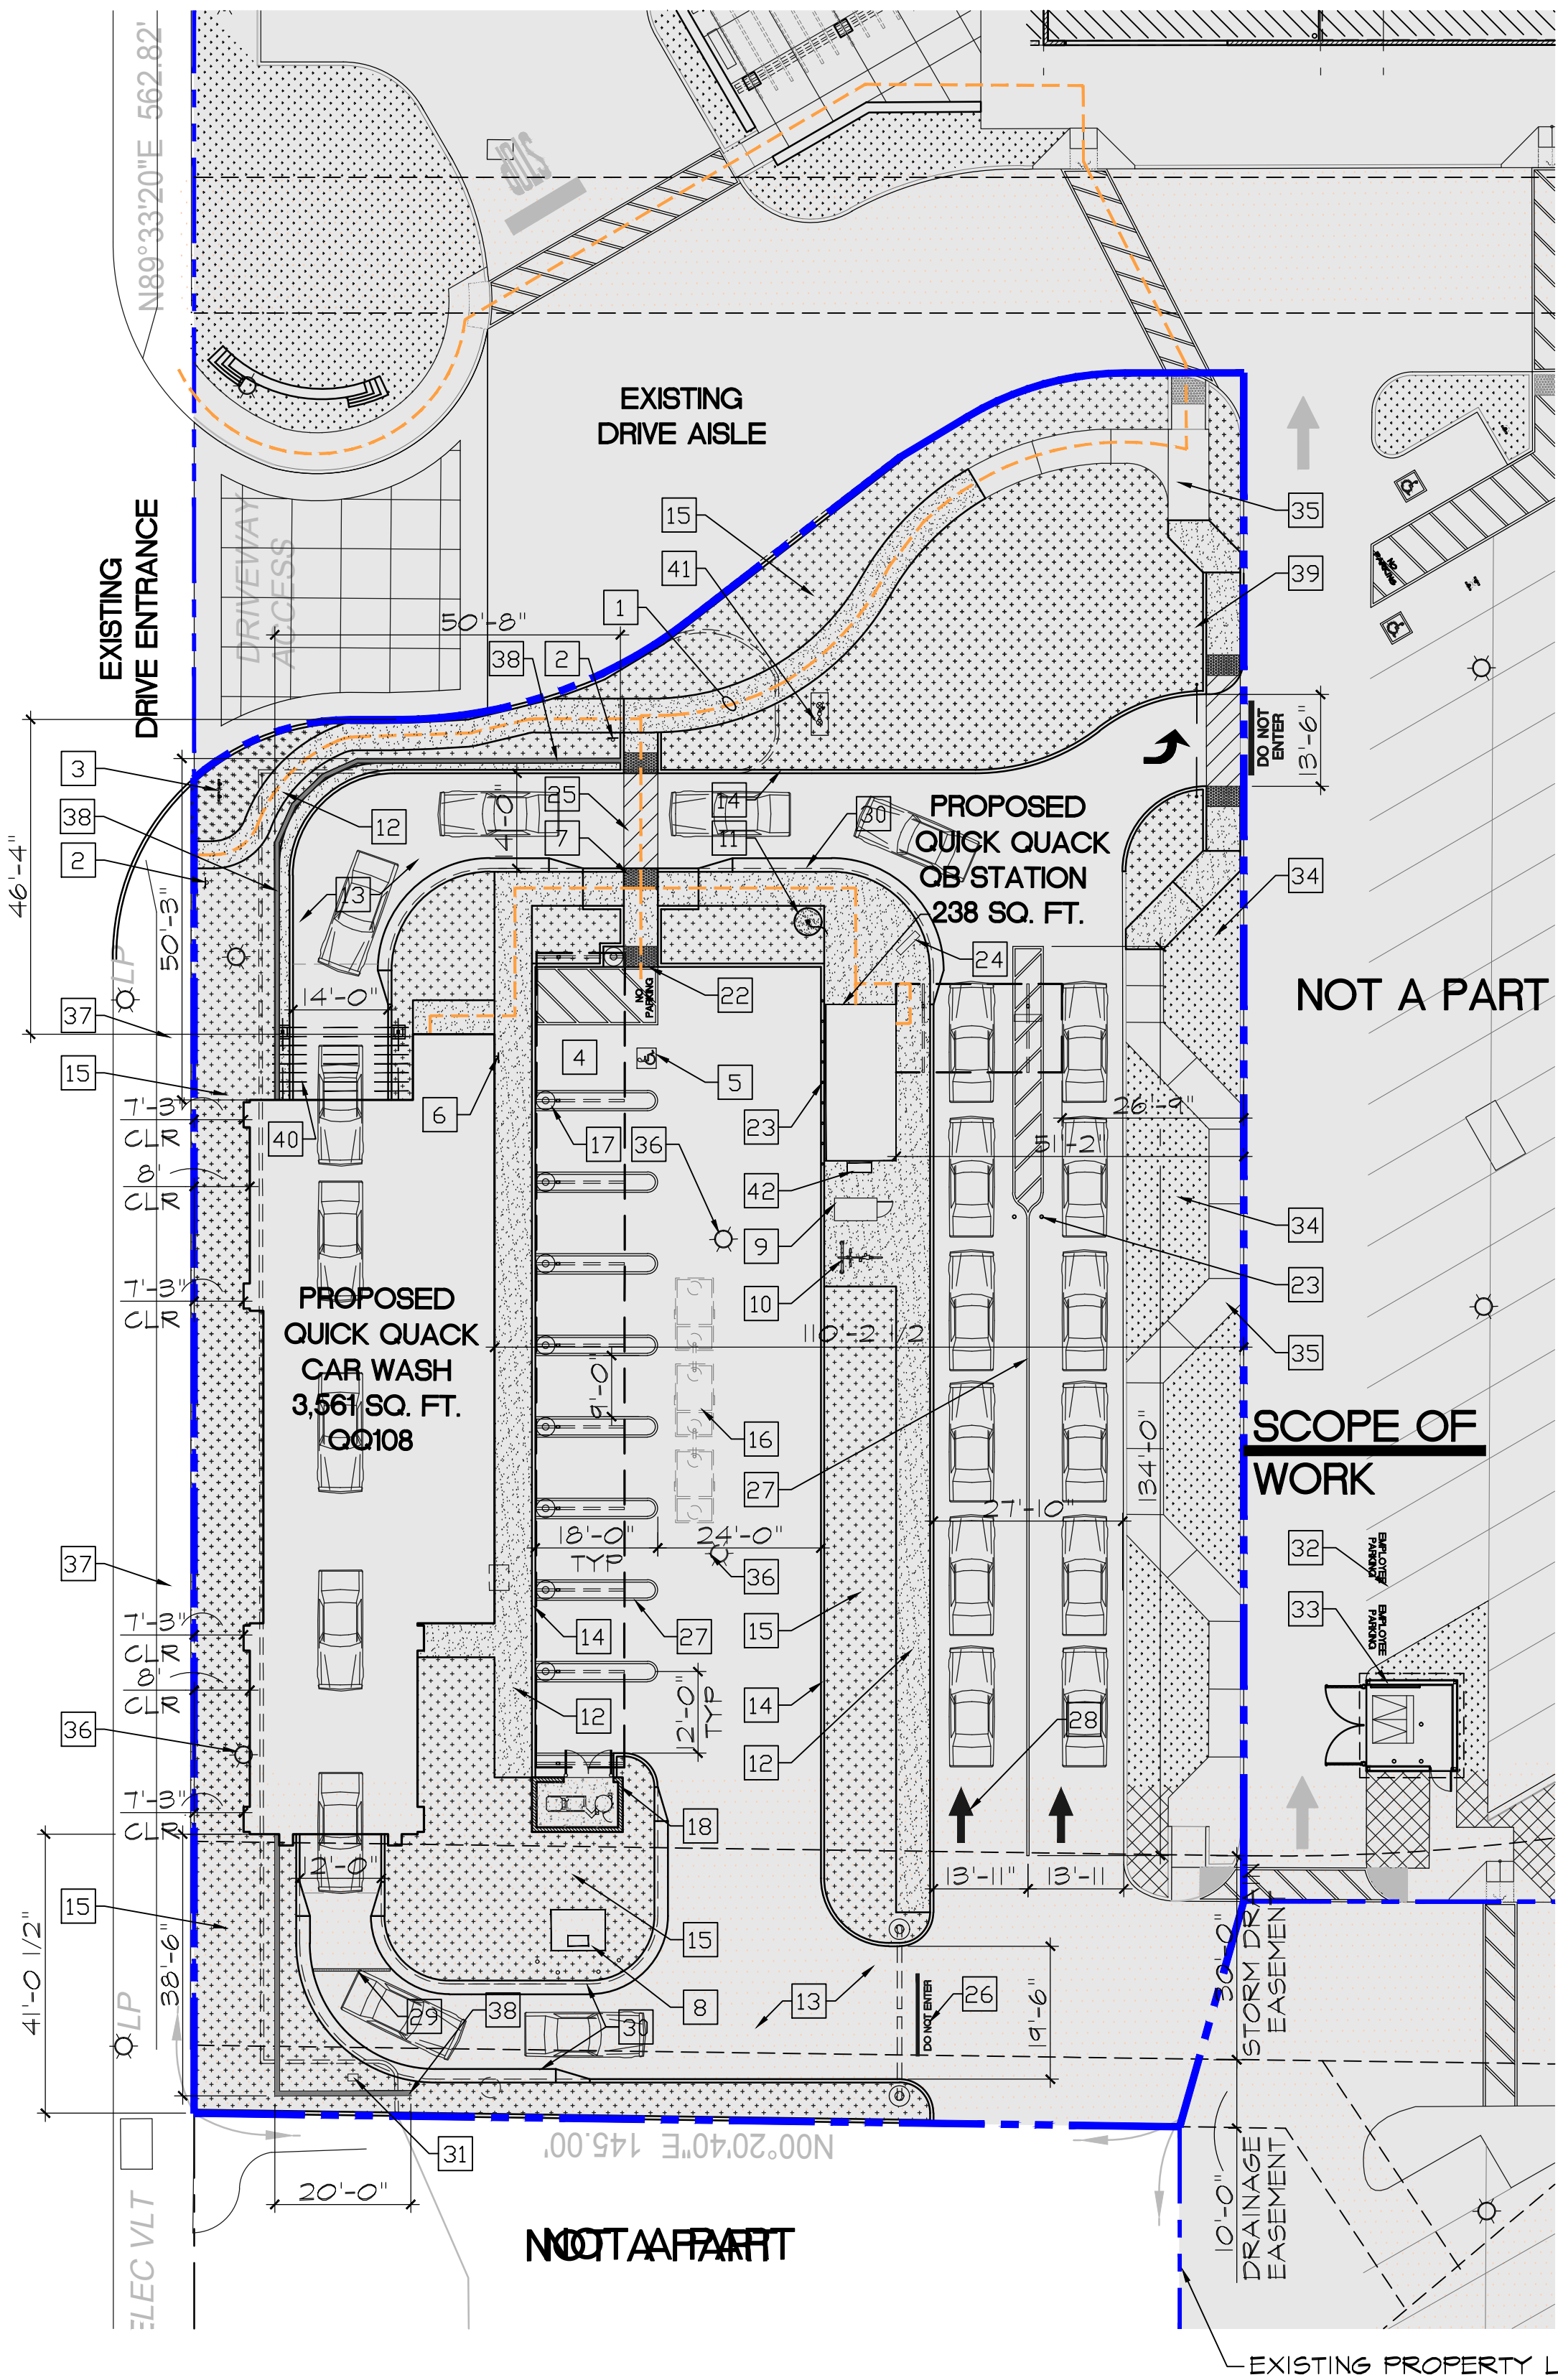 N89°33'20"E 562.82'
STOP
EXISTING
DRIVE AISLE
EXISTING
DRIVE ENTRANCE
DRIVEWAY
ACCESS
15
35
NO
PARKING
41
39
1
50'-8"
38
2
DO NOT
ENTER
13'-6"
3
46'-4"
38
12
25
14
30
14'-0"
7
11
PROPOSED
QUICK QUACK
QB STATION
238 SQ. FT.
2
50'-3"
13
34
LP
24
NOT A PART
37
14'-0"
22
NO
PARKING
4
5
15
7'-3"
CLR
6
23
26'-9"
40
17
36
51'-2"
8'
CLR
42
34
9
7'-3"
CLR
10
23
PROPOSED
QUICK QUACK
CAR WASH
3,561 SQ. FT.
QQ108
110'-2 1/2
35
9'-0"
16
SCOPE OF
WORK
27
134'-0"
27'-10"
18'-0"
TYP
24'-0"
36
32
EMPLOYEE
PARKING
37
33
EMPLOYEE
PARKING
7'-3"
CLR
14
27
15
8'
CLR
12
12'-0"
TYP
14
28
36
12
7'-3"
CLR
18
12'-0"
13'-11"
13'-11
15
41'-0 1/2"
38'-6"
15
30'-0"
STORM DRAIN
EASEMENT
29
38
30
8
13
DO NOT ENTER
26
19'-6"
LP
31
N00°20'40"E 145.00'
20'-0"
10'-0"
DRAINAGE
EASEMENT
ELEC VLT
NOT A PART
NOT A PART
EXISTING PROPERTY L